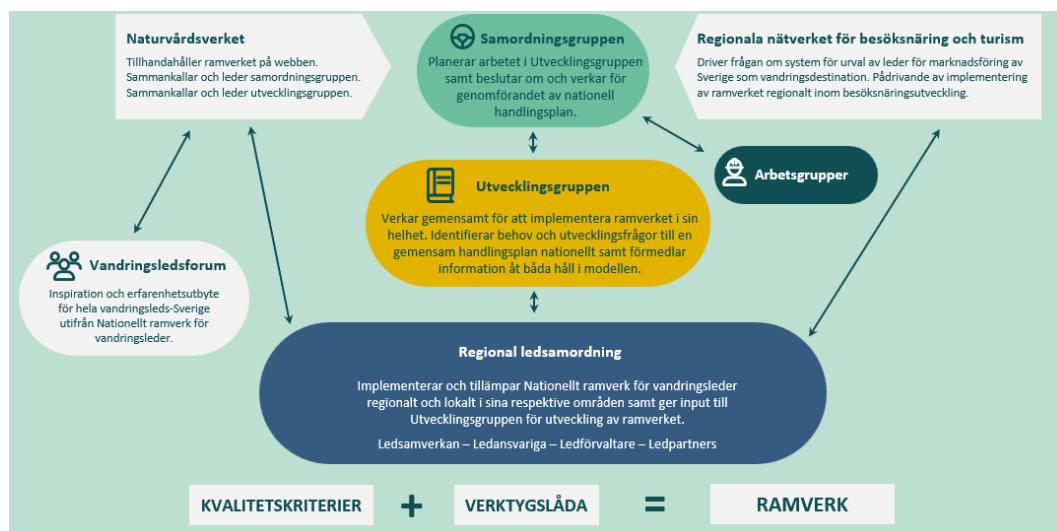 Naturvårdsverket
Tillhandahåller ramverket på webben.
Sammankallar och leder samordningsgruppen.
Sammankallar och leder utvecklingsgruppen.
Samordningsgruppen
Planerar arbetet i Utvecklingsgruppen
samt beslutar om och verkar för
genomförandet av nationell
handlingsplan.
Regionala nätverket för besöksnäring och turism
Driver frågan om system för urval av leder för marknadsföring av
Sverige som vandringsdestination. Pådrivande av implementering
av ramverket regionalt inom besöksnäringsutveckling.
Arbetsgrupper
Utvecklingsgruppen
Verkar gemensamt för att implementera ramverket i sin
helhet. Identifierar behov och utvecklingsfrågor till en
gemensam handlingsplan nationellt samt förmedlar
information åt båda håll i modellen.
Vandringsledsforum
Inspiration och erfarenhetsutbyte
för hela vandringsleds-Sverige
utifrån Nationellt ramverk för
vandringsleder.
Regional ledsamordning
Implementerar och tillämpar Nationellt ramverk för vandringsleder
regionalt och lokalt i sina respektive områden samt ger input till
Utvecklingsgruppen för utveckling av ramverket.
Ledsamverkan – Ledansvariga – Ledförvaltare – Ledpartners
KVALITETSKRITERIER + VERKTYGSLÅDA = RAMVERK